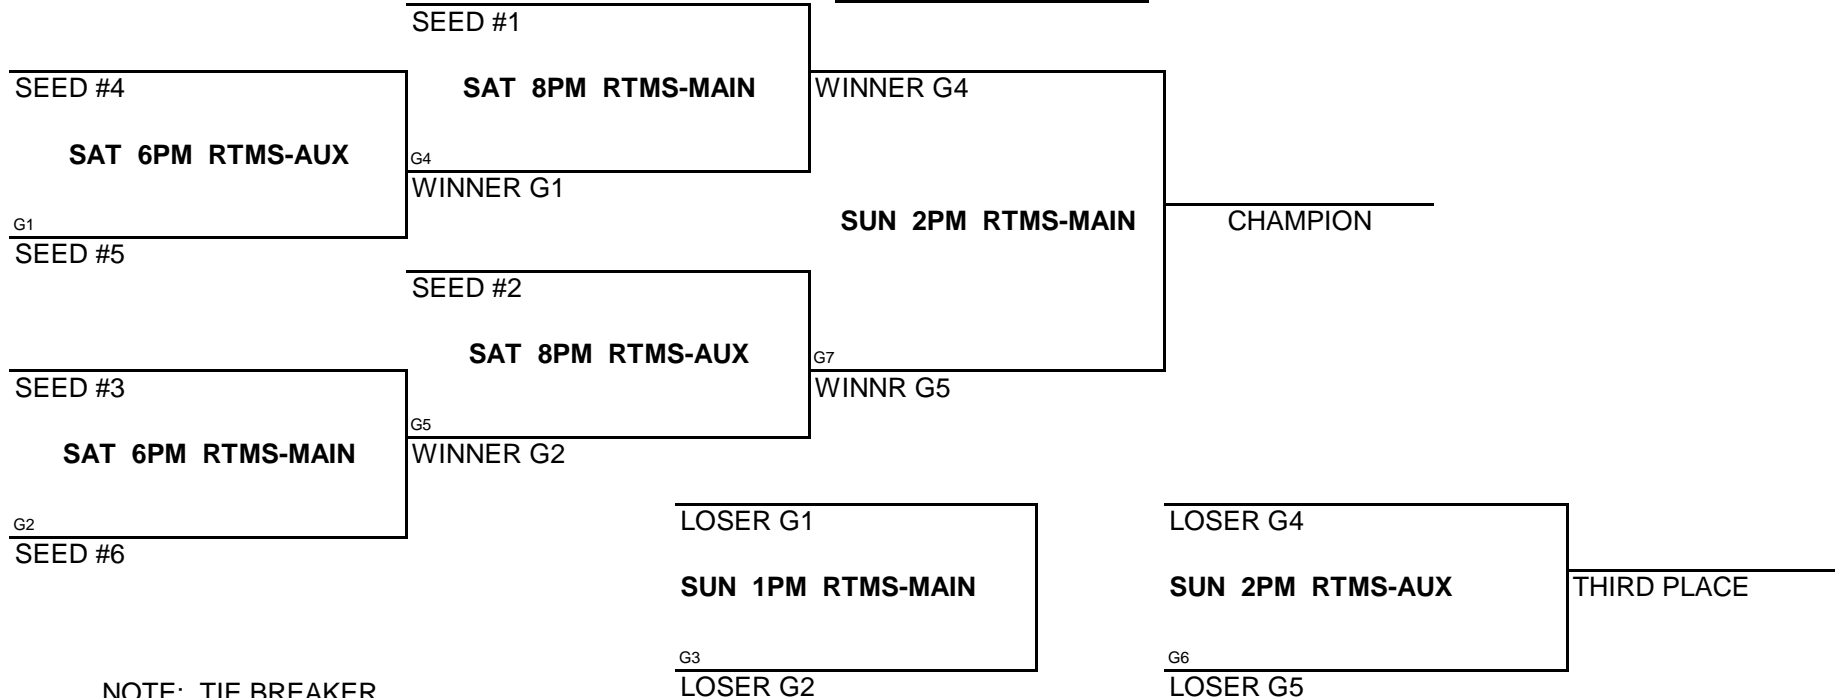 SEED #1
SEED #4
SAT 8PM RTMS-MAIN
WINNER G4
SAT 6PM RTMS-AUX
G4
WINNER G1
G1
SUN 2PM RTMS-MAIN
CHAMPION
SEED #5
SEED #2
SAT 8PM RTMS-AUX
G7
SEED #3
WINNR G5
G5
SAT 6PM RTMS-MAIN
WINNER G2
G2
LOSER G1
LOSER G4
SEED #6
SUN 1PM RTMS-MAIN
SUN 2PM RTMS-AUX
THIRD PLACE
G3
G6
NOTE: TIE BREAKER
LOSER G2
LOSER G5